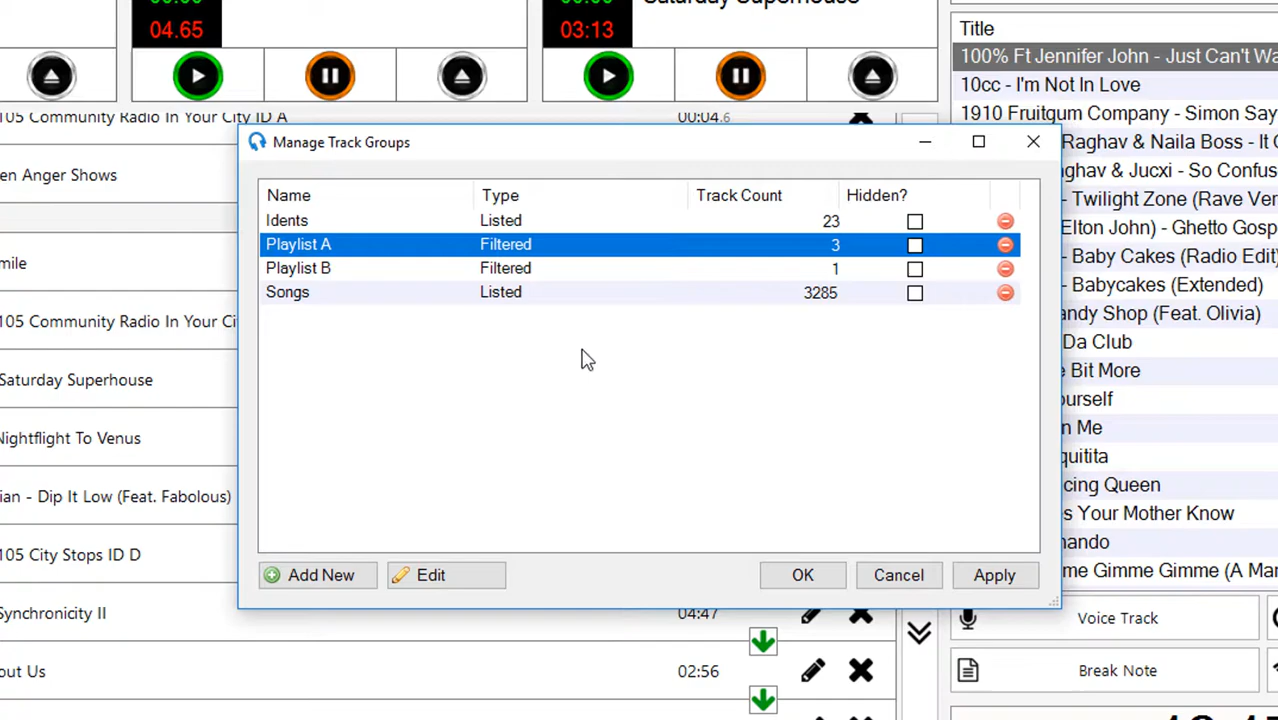 04.65
03:13
Saturday Superhouse
Title
100% Ft Jennifer John - Just Can't Wa
10cc - I'm Not In Love
1910 Fruitgum Company - Simon Say
Raghav & Naila Boss - It C
ghav & Jucxi - So Confus
- Twilight Zone (Rave Ver
Elton John) - Ghetto Gosp
- Baby Cakes (Radio Edit)
- Babycakes (Extended)
andy Shop (Feat. Olivia)
Da Club
e Bit More
ourself
n Me
quitita
cing Queen
s Your Mother Know
nando
me Gimme Gimme (A Man
105 Community Radio In Your City ID A
00:04.6
en Anger Shows
mile
105 Community Radio In Your Ci
Saturday Superhouse
Nightflight To Venus
ian - Dip It Low (Feat. Fabolous)
105 City Stops ID D
Synchronicity II
04:47
out Us
02:56
Manage Track Groups
Name Type Track Count Hidden?
Idents Listed 23
Playlist A Filtered 3
Playlist B Filtered 1
Songs Listed 3285
Add New Edit OK Cancel Apply
Voice Track
Break Note